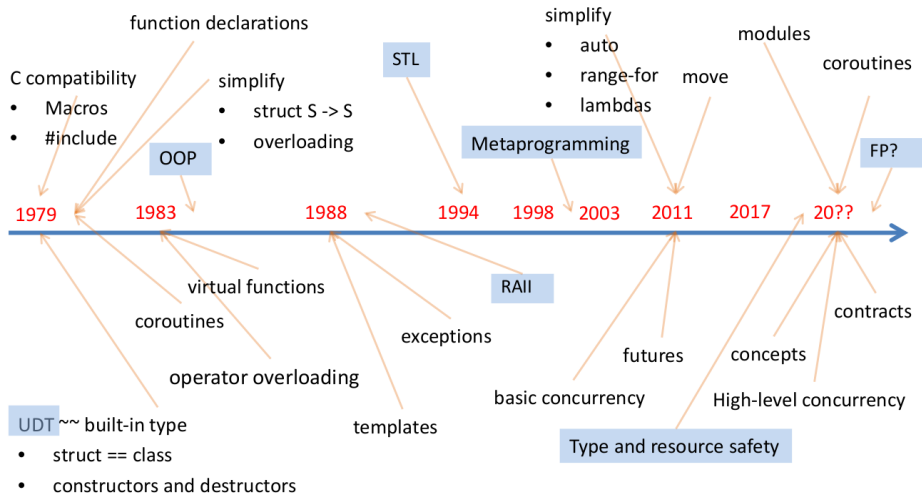 function declarations
simplify
• auto
• range-for
• lambdas
modules
coroutines
STL
move
C compatibility
• Macros
• #include
simplify
• struct S -> S
• overloading
OOP
Metaprogramming
FP?
1979 1983 1988 1994 1998 2003 2011 2017 20??
virtual functions
RAII
coroutines
exceptions
contracts
operator overloading
futures
concepts
basic concurrency
High-level concurrency
UDT ~~ built-in type
• struct == class
• constructors and destructors
templates
Type and resource safety